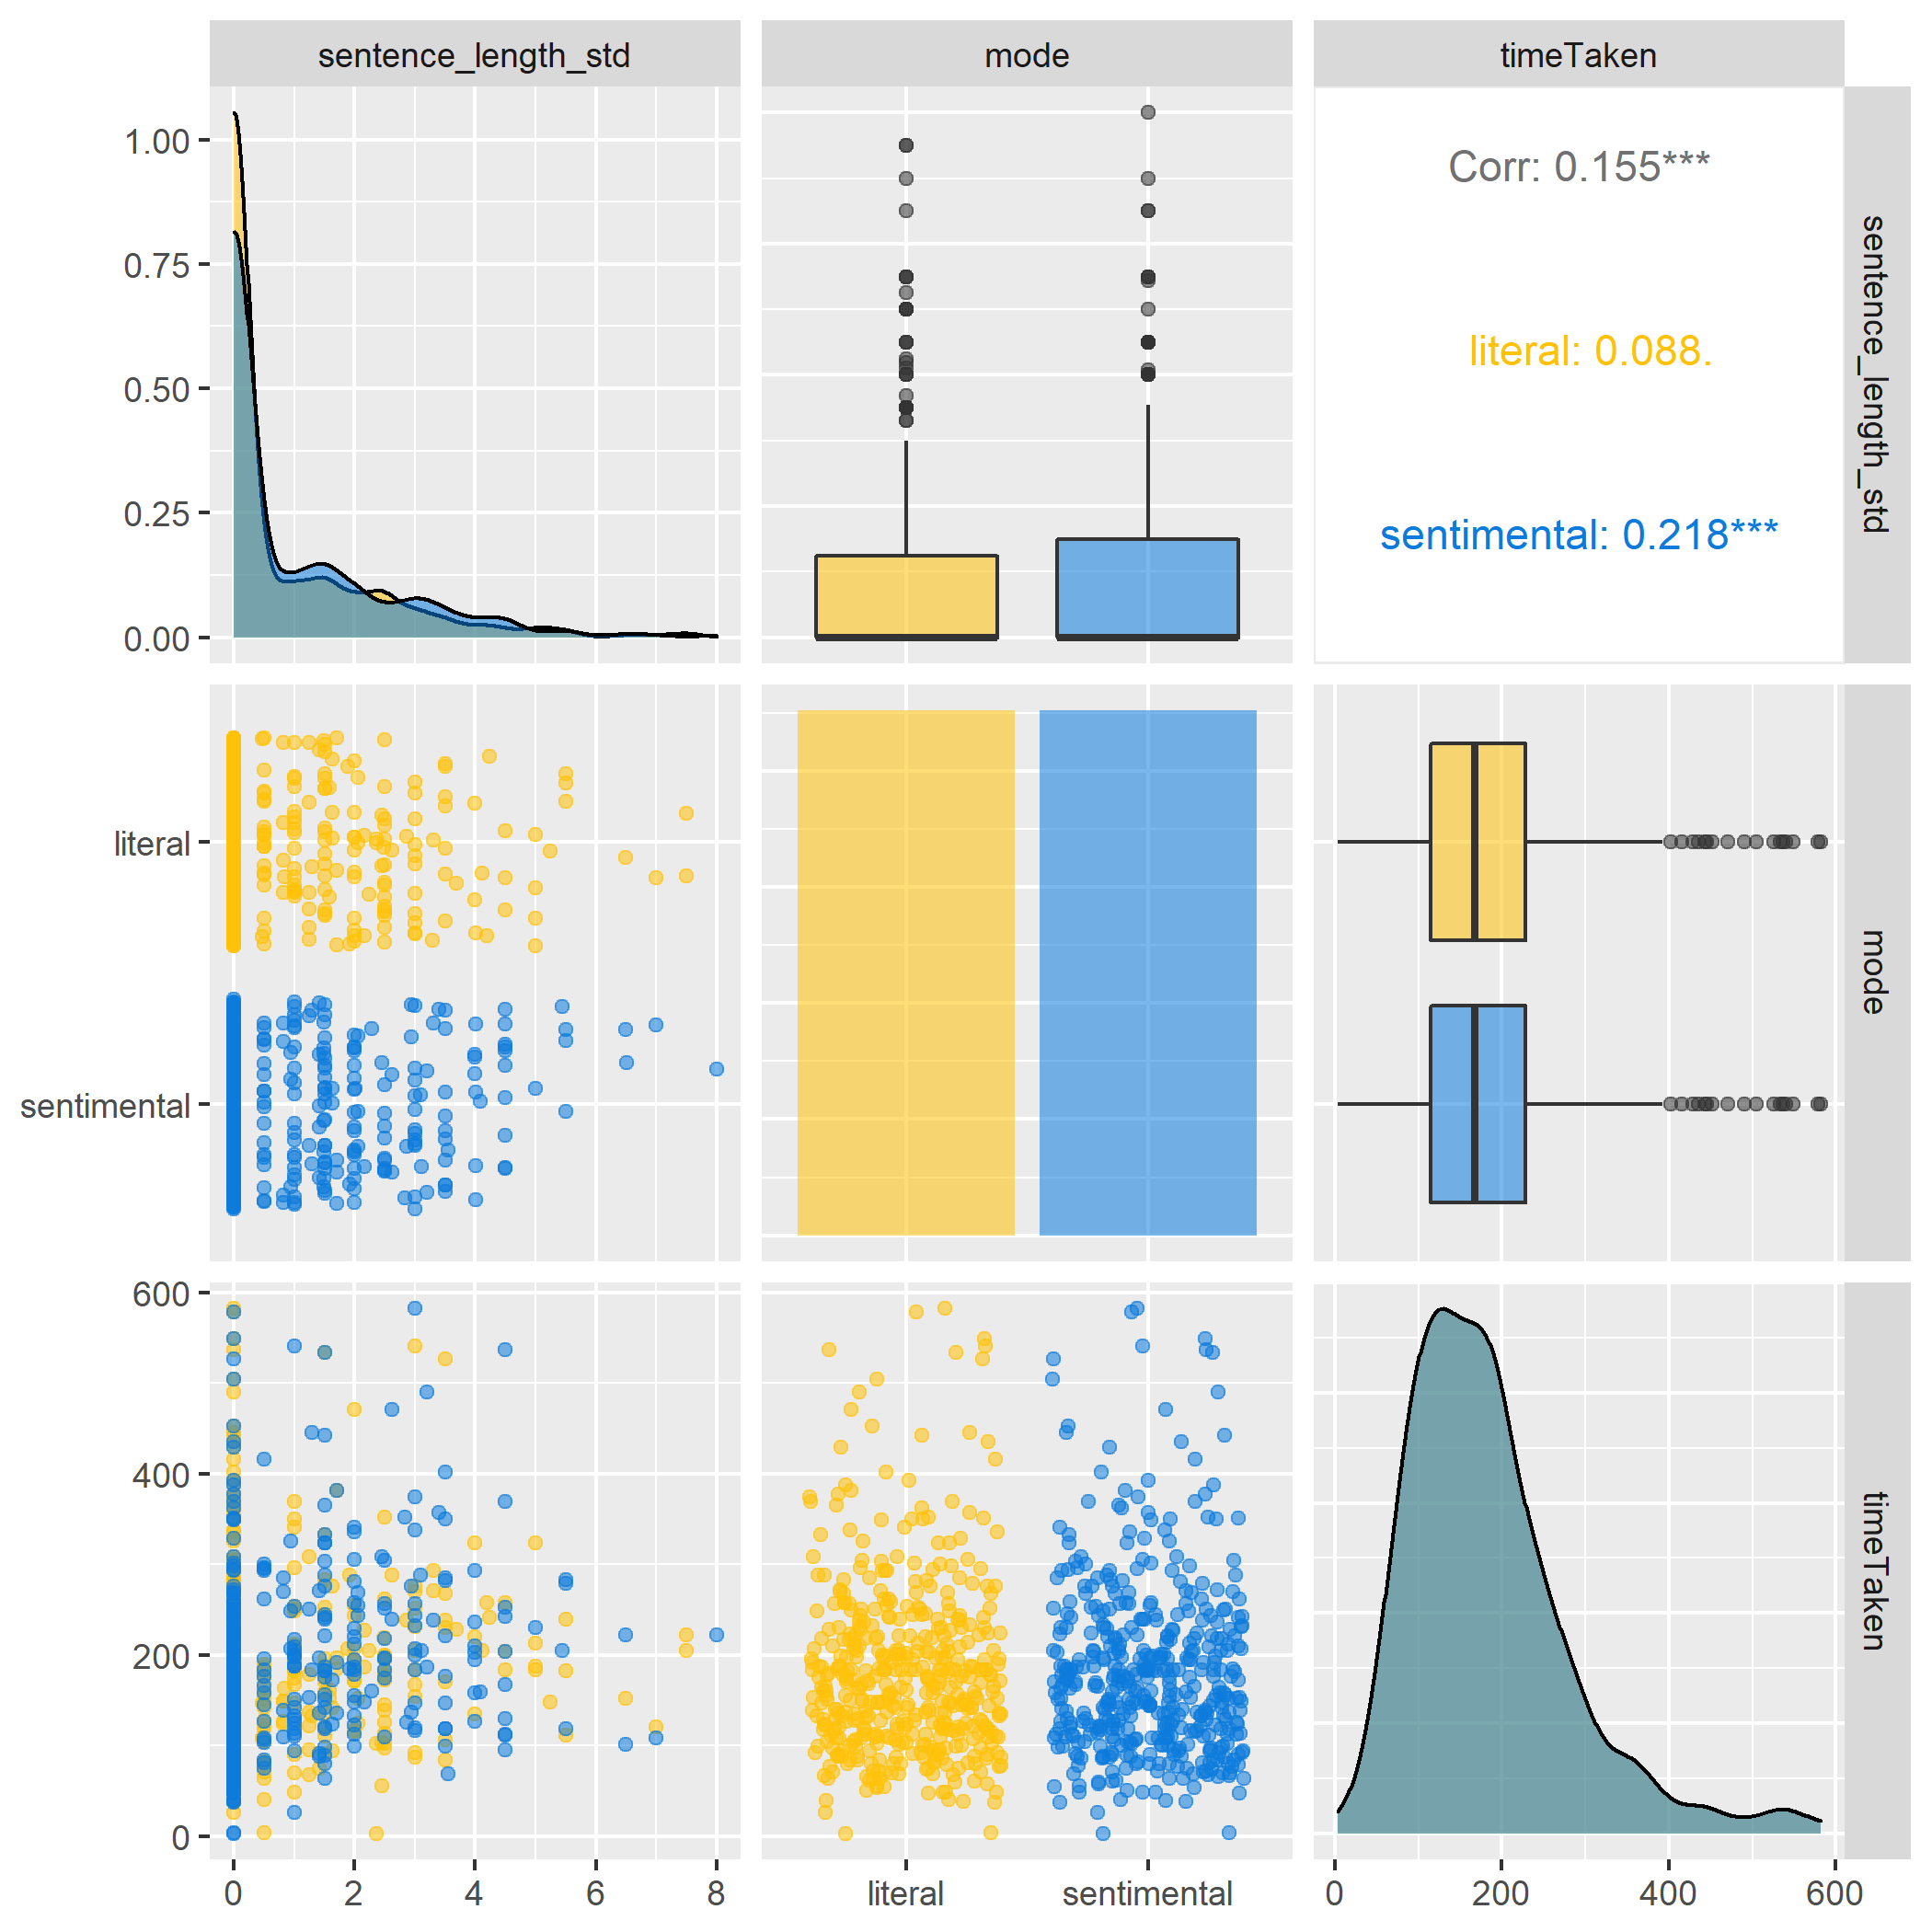 sentence_length_std
mode
timeTaken
1.00
0.75
0.50
0.25
0.00
Corr: 0.155***
literal: 0.088.
sentimental: 0.218***
sentence_length_std
literal
sentimental
mode
600
400
200
0
timeTaken
0 2 4 6 8
literal sentimental
0 200 400 600